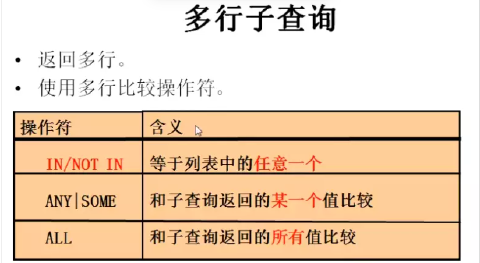 多行子查询
• 返回多行。
• 使用多行比较操作符。
操作符 含义
IN/NOT IN 等于列表中的任意一个
ANY|SOME 和子查询返回的某一个值比较
ALL 和子查询返回的所有值比较